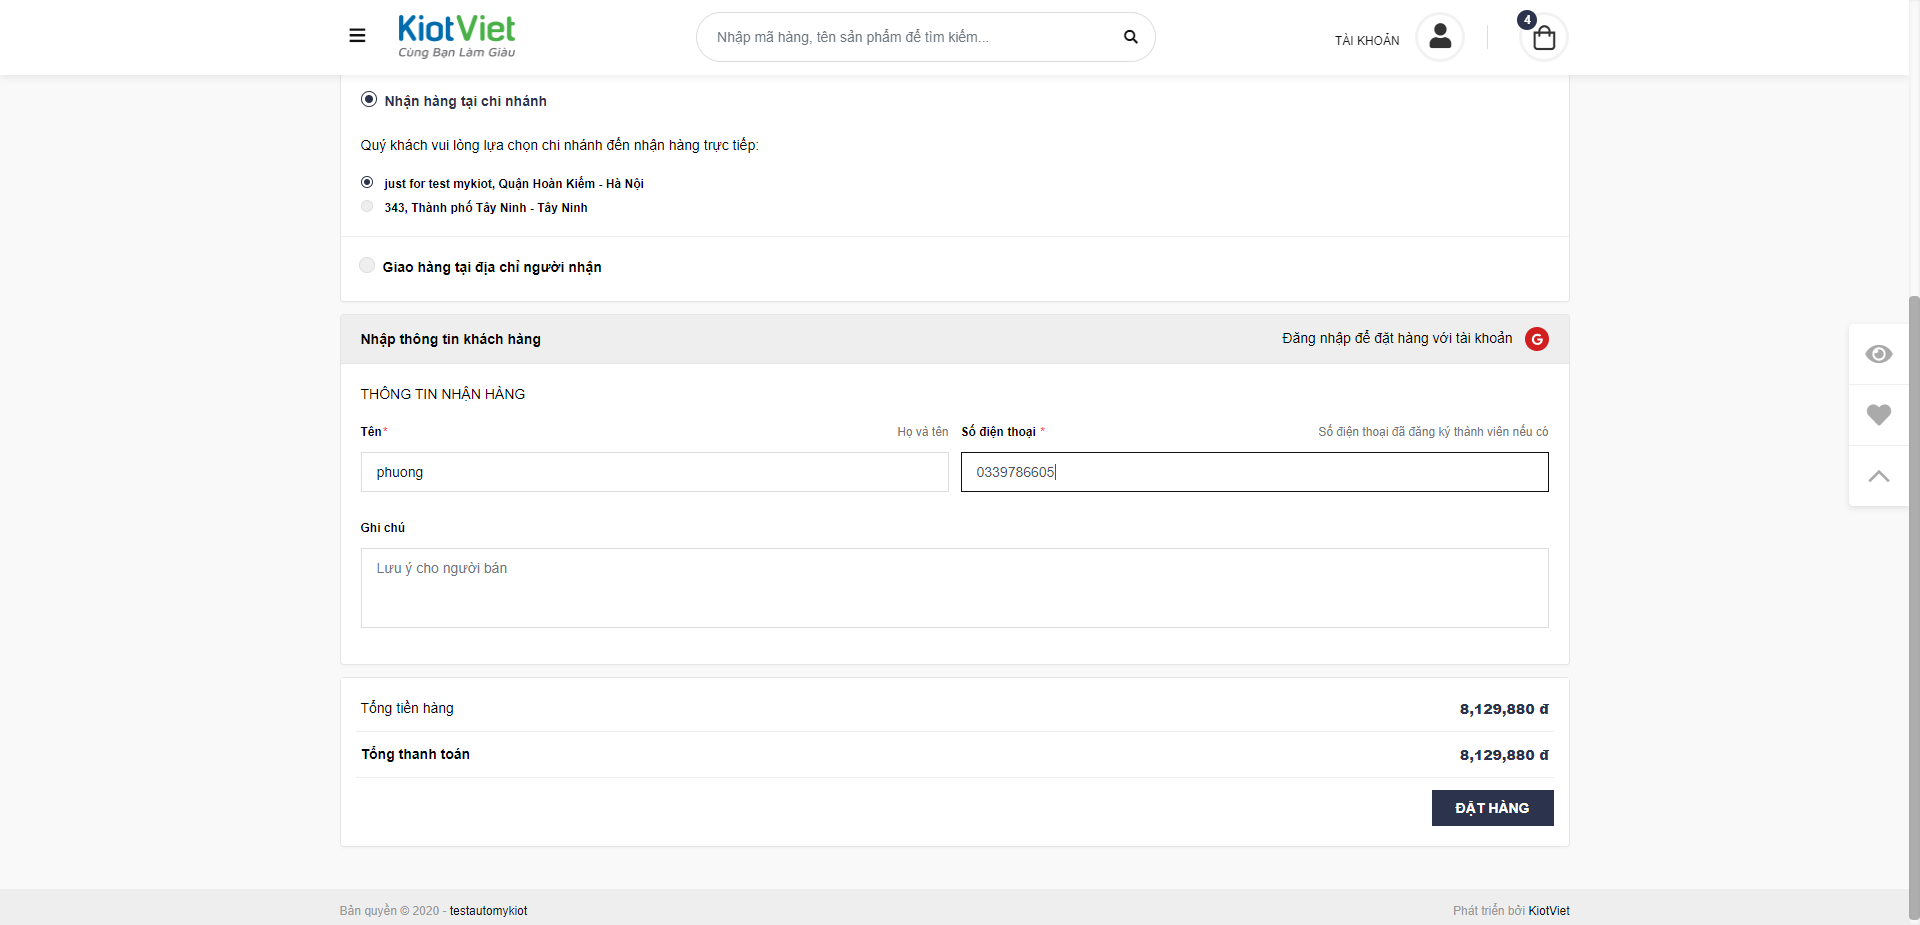 KiotViet
Cùng Bạn Làm Giàu
Nhập mã hàng, tên sản phẩm để tìm kiếm...
TÀI KHOẢN
4
Nhận hàng tại chi nhánh
Quý khách vui lòng lựa chọn chi nhánh đến nhận hàng trực tiếp:
just for test mykiot, Quận Hoàn Kiếm - Hà Nội
343, Thành phố Tây Ninh - Tây Ninh
Giao hàng tại địa chỉ người nhận
Nhập thông tin khách hàng
Đăng nhập để đặt hàng với tài khoản
G
THÔNG TIN NHẬN HÀNG
Tên*
Họ và tên
Số điện thoại *
Số điện thoại đã đăng ký thành viên nếu có
phuong
0339786605
Ghi chú
Lưu ý cho người bán
Tổng tiền hàng
8,129,880 đ
Tổng thanh toán
8,129,880 đ
ĐẶT HÀNG
Bản quyền © 2020 - testautomykiot
Phát triển bởi KiotViet